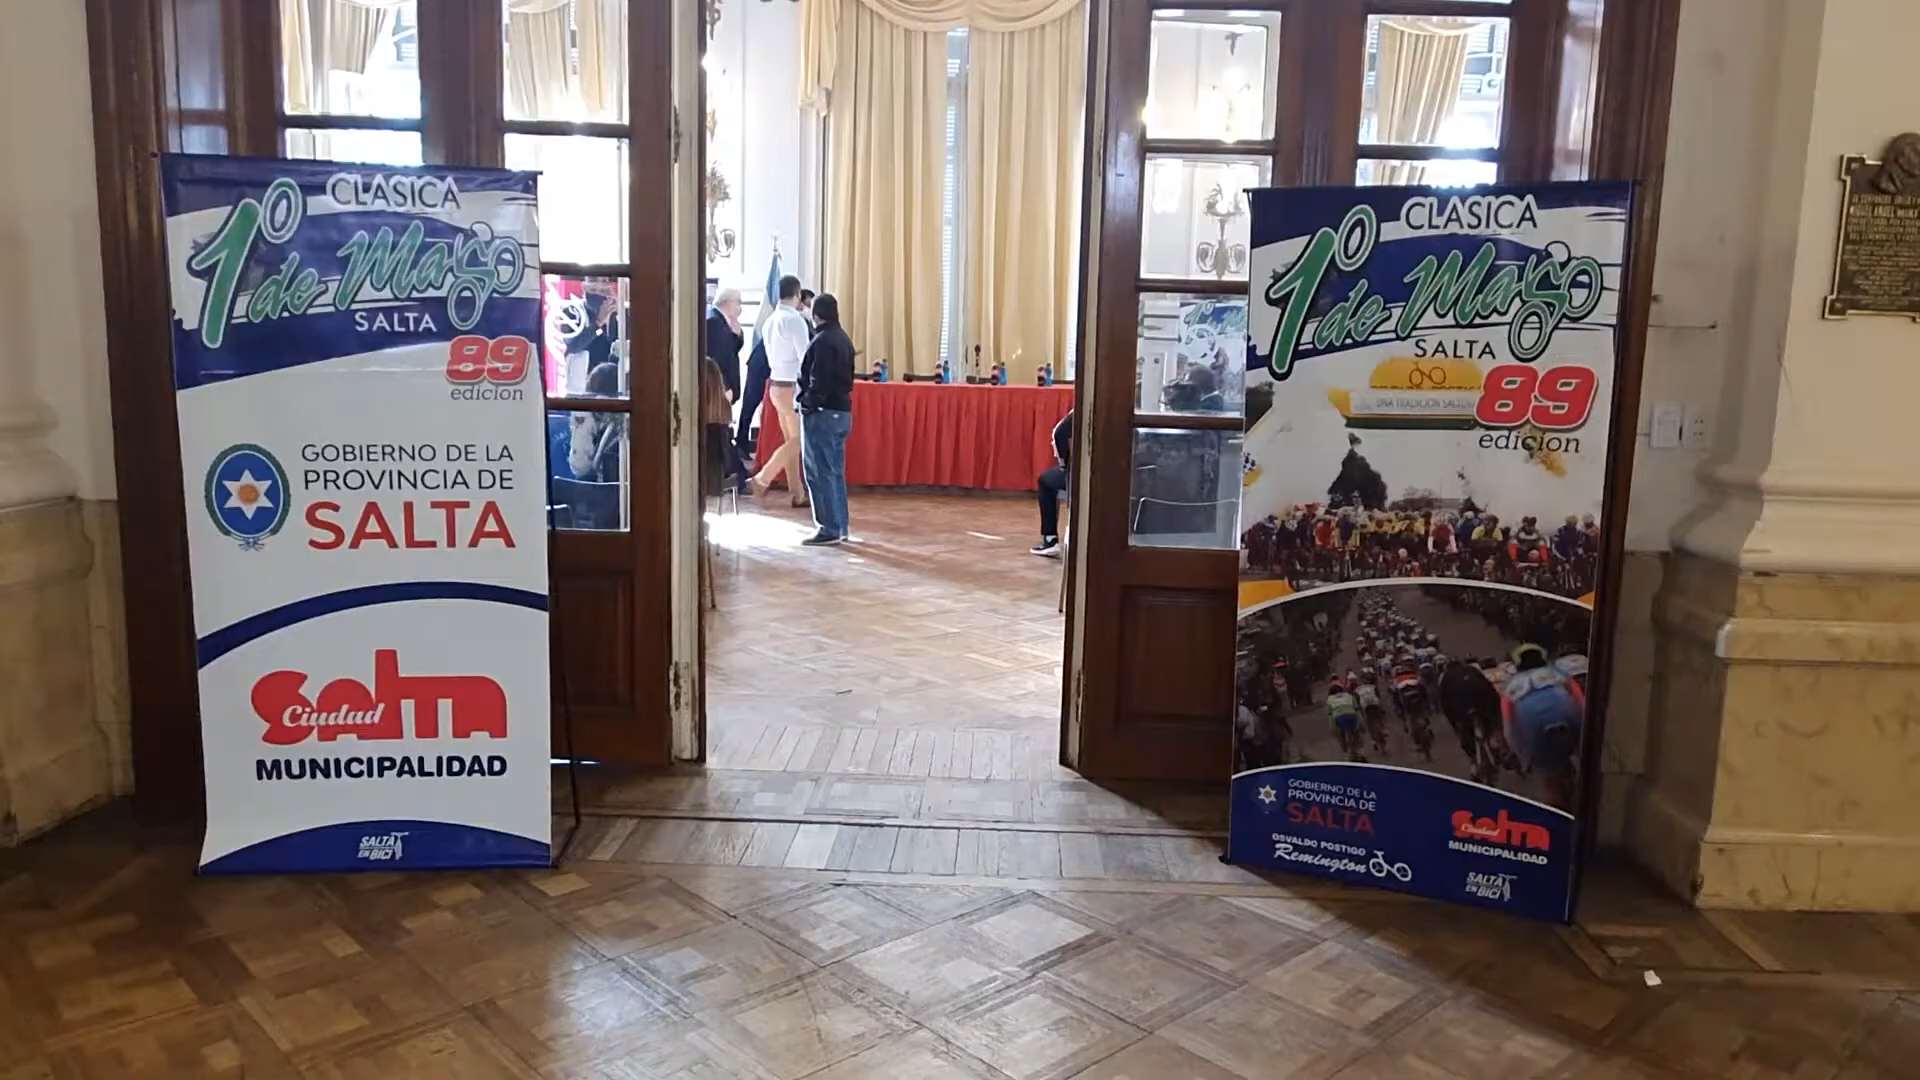 CLASICA
1º de Marzo
SALTA
89
edicion
GOBIERNO DE LA
PROVINCIA DE
SALTA
Salta
Ciudad
MUNICIPALIDAD
SALTA
EN BICI
CLASICA
1º de Marzo
SALTA
UNA TRADICION SALTEÑA
89
edicion
GOBIERNO DE LA
PROVINCIA DE
SALTA
OSVALDO POSTIGO
Remington
Salta
Ciudad
MUNICIPALIDAD
SALTA
EN BICI